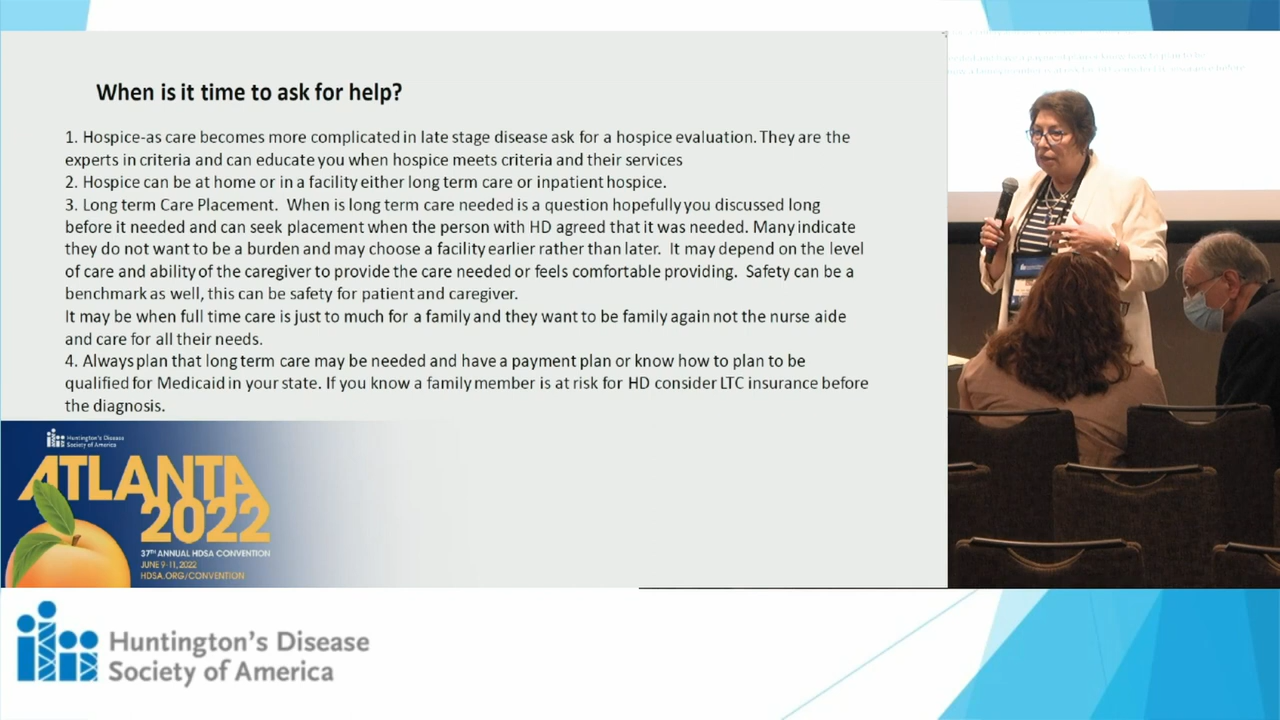 When is it time to ask for help?
1. Hospice-as care becomes more complicated in late stage disease ask for a hospice evaluation. They are the
experts in criteria and can educate you when hospice meets criteria and their services
2. Hospice can be at home or in a facility either long term care or inpatient hospice.
3. Long term Care Placement. When is long term care needed is a question hopefully you discussed long
before it needed and can seek placement when the person with HD agreed that it was needed. Many indicate
they do not want to be a burden and may choose a facility earlier rather than later. It may depend on the level
of care and ability of the caregiver to provide the care needed or feels comfortable providing. Safety can be a
benchmark as well, this can be safety for patient and caregiver.
It may be when full time care is just to much for a family and they want to be family again not the nurse aide
and care for all their needs.
4. Always plan that long term care may be needed and have a payment plan or know how to plan to be
qualified for Medicaid in your state. If you know a family member is at risk for HD consider LTC insurance before
the diagnosis.
Huntington's Disease
Society of America
ATLANTA
2022
37TH ANNUAL HDSA CONVENTION
JUNE 9-11, 2022
HDSA.ORG/CONVENTION
Huntington's Disease
Society of America